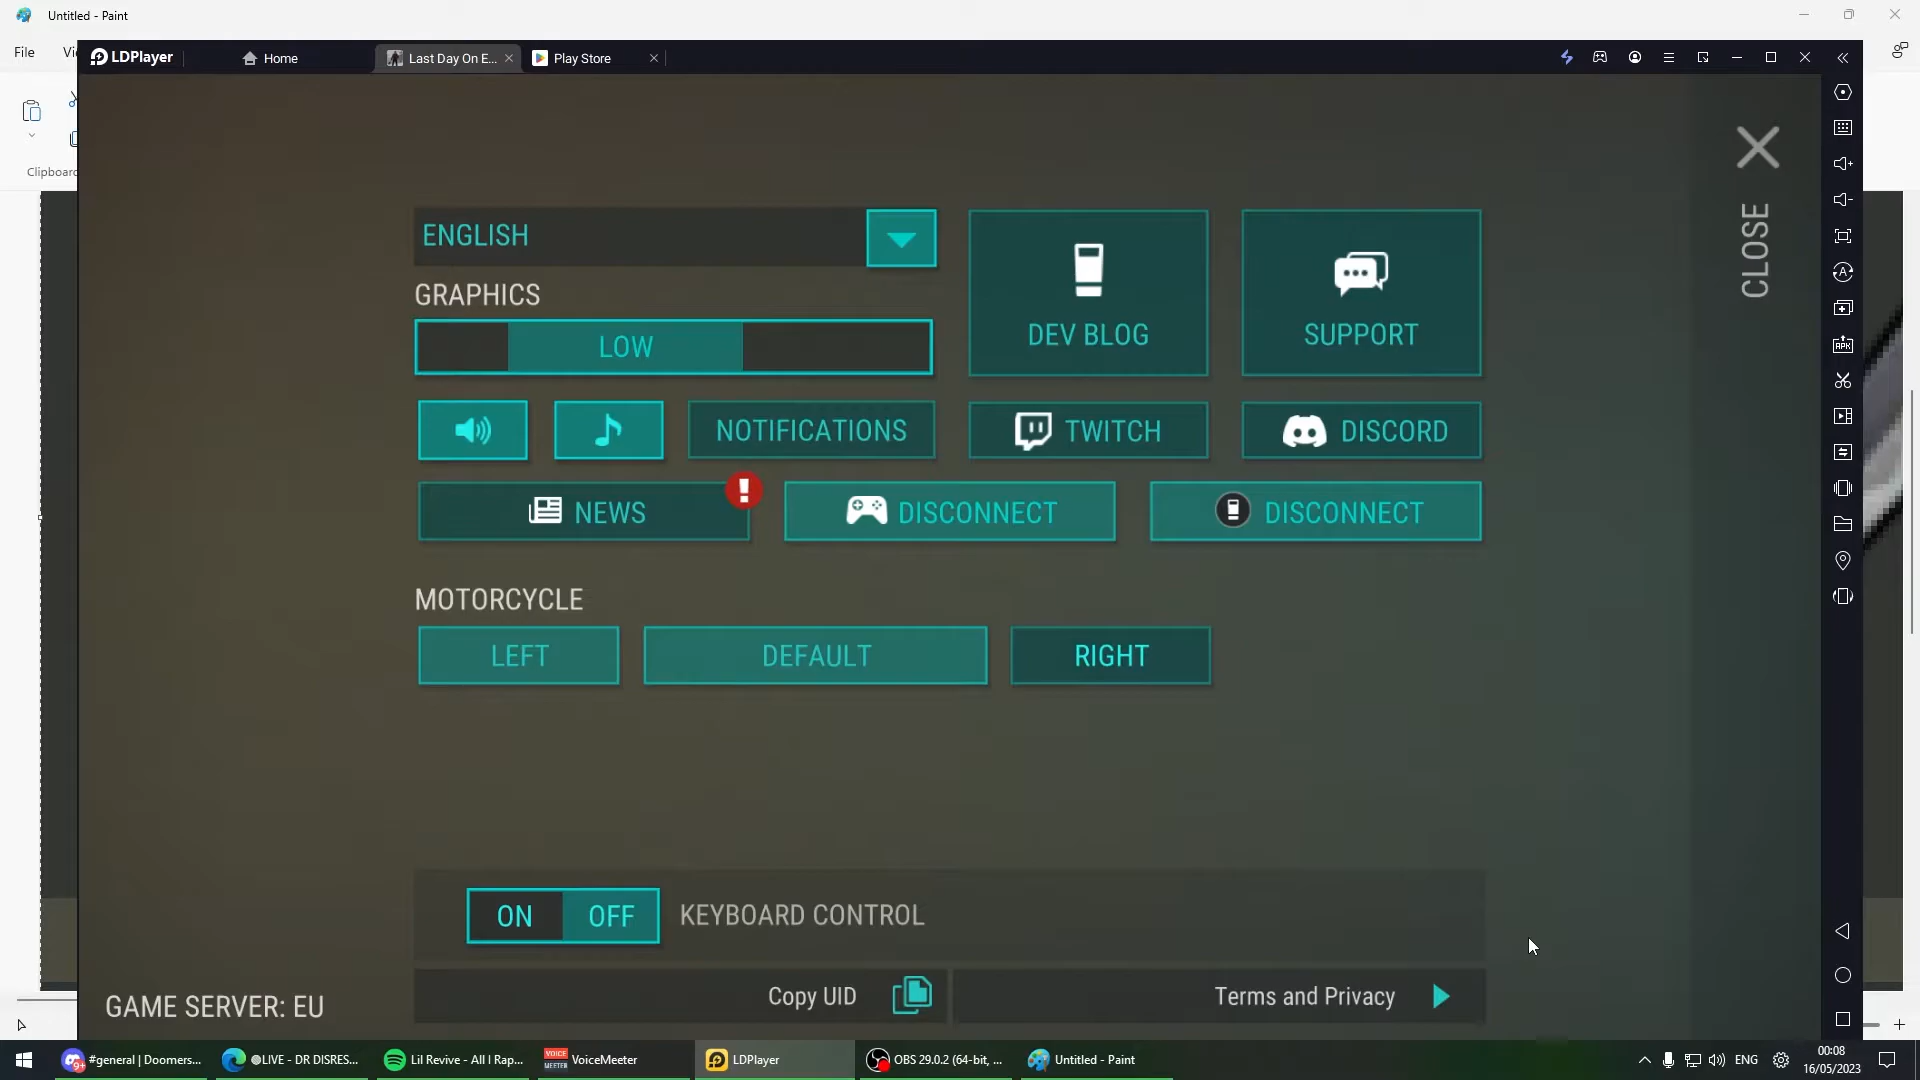 Untitled - Paint
File
LDPlayer
Home
Last Day On E...
Play Store
Clipboard
CLOSE
ENGLISH
GRAPHICS
LOW
DEV BLOG
SUPPORT
NOTIFICATIONS
TWITCH
DISCORD
NEWS
!
DISCONNECT
DISCONNECT
MOTORCYCLE
LEFT
DEFAULT
RIGHT
ON
OFF
KEYBOARD CONTROL
GAME SERVER: EU
Copy UID
Terms and Privacy
9+
#general | Doomers...
LIVE - DR DISRES...
Lil Revive - All I Rap...
VOICE
MEETER
VoiceMeeter
LDPlayer
OBS 29.0.2 (64-bit, ...
Untitled - Paint
ENG
00:08
16/05/2023